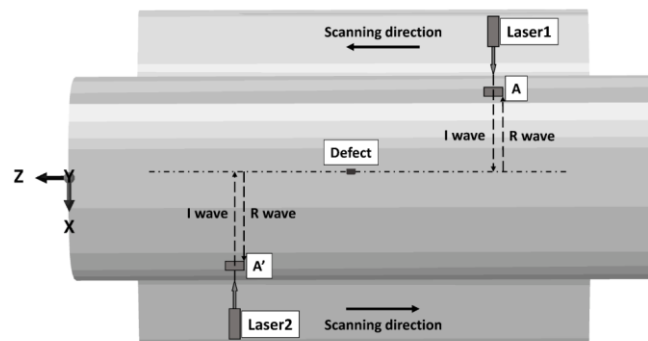 Scanning direction
Laser1
A
I wave
R wave
Defect
Z
Y
X
I wave
R wave
A'
Laser2
Scanning direction